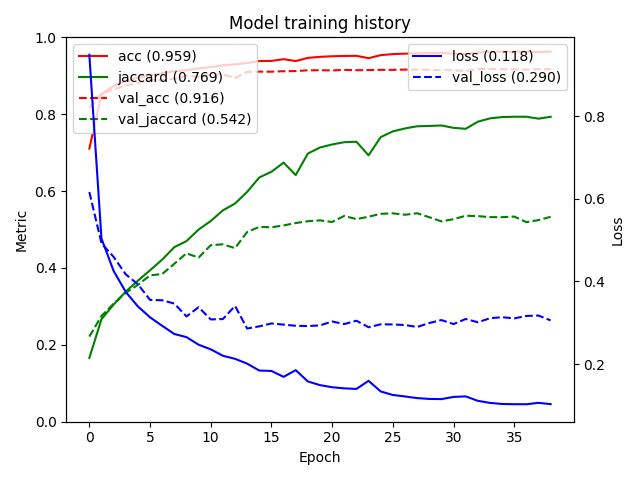 Model training history
acc (0.959)
jaccard (0.769)
val_acc (0.916)
val_jaccard (0.542)
loss (0.118)
val_loss (0.290)
1.0
0.8
0.6
0.4
0.2
0.0
Metric
0.8
0.6
0.4
0.2
Loss
0 5 10 15 20 25 30 35
Epoch